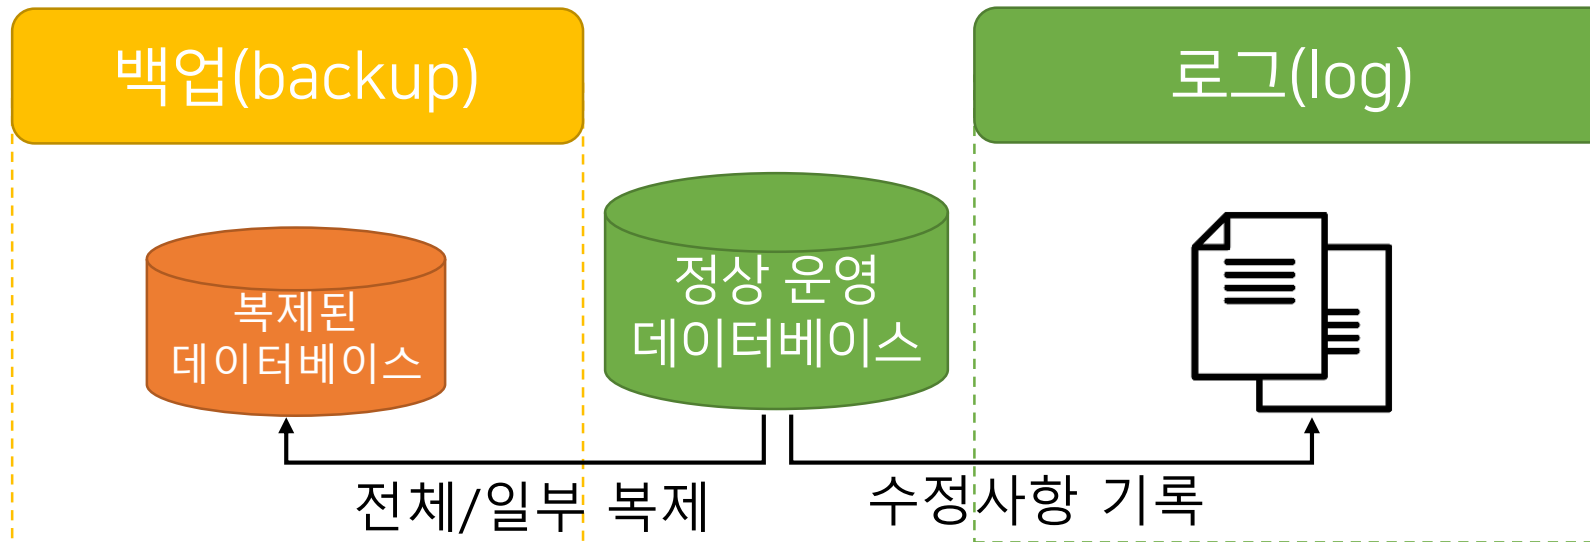 백업(backup)
로그(log)
복제된
데이터베이스
정상 운영
데이터베이스
전체/일부 복제
수정사항 기록